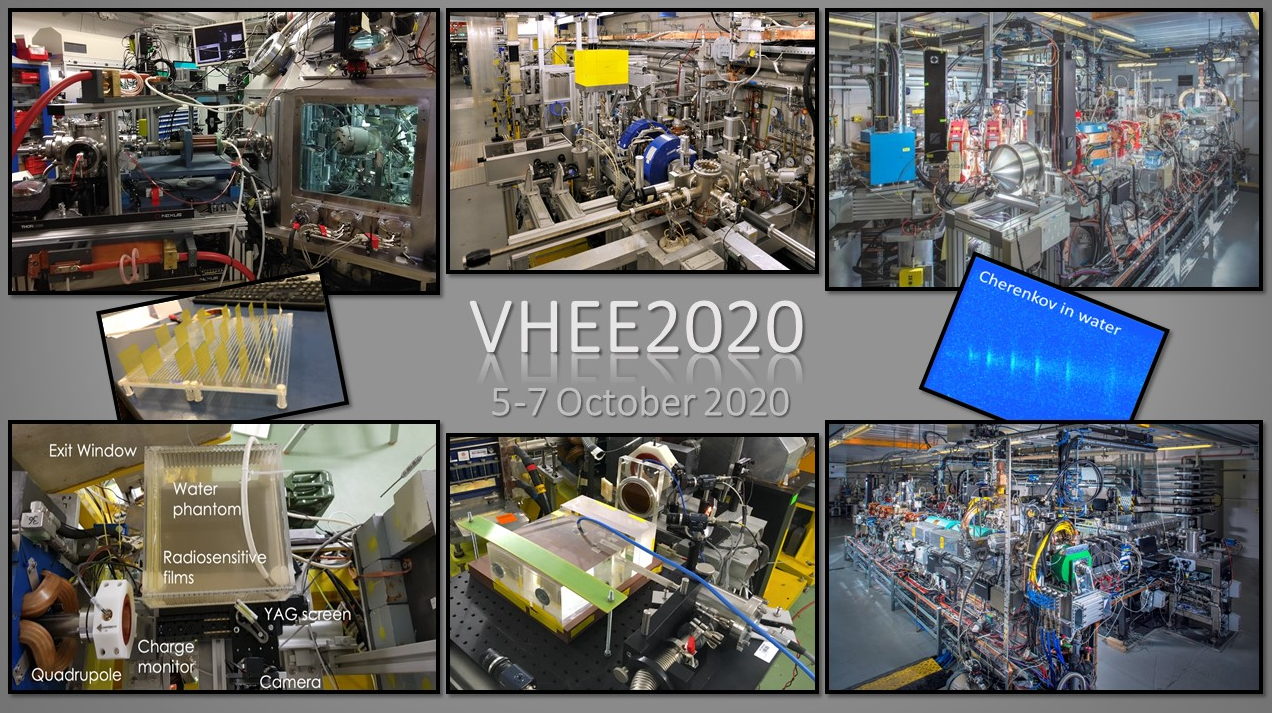 Cherenkov in water
VHEE2020
5-7 October 2020
Exit Window
Water
phantom
Radiosensitive
films
YAG screen
Charge
monitor
Quadrupole
Camera